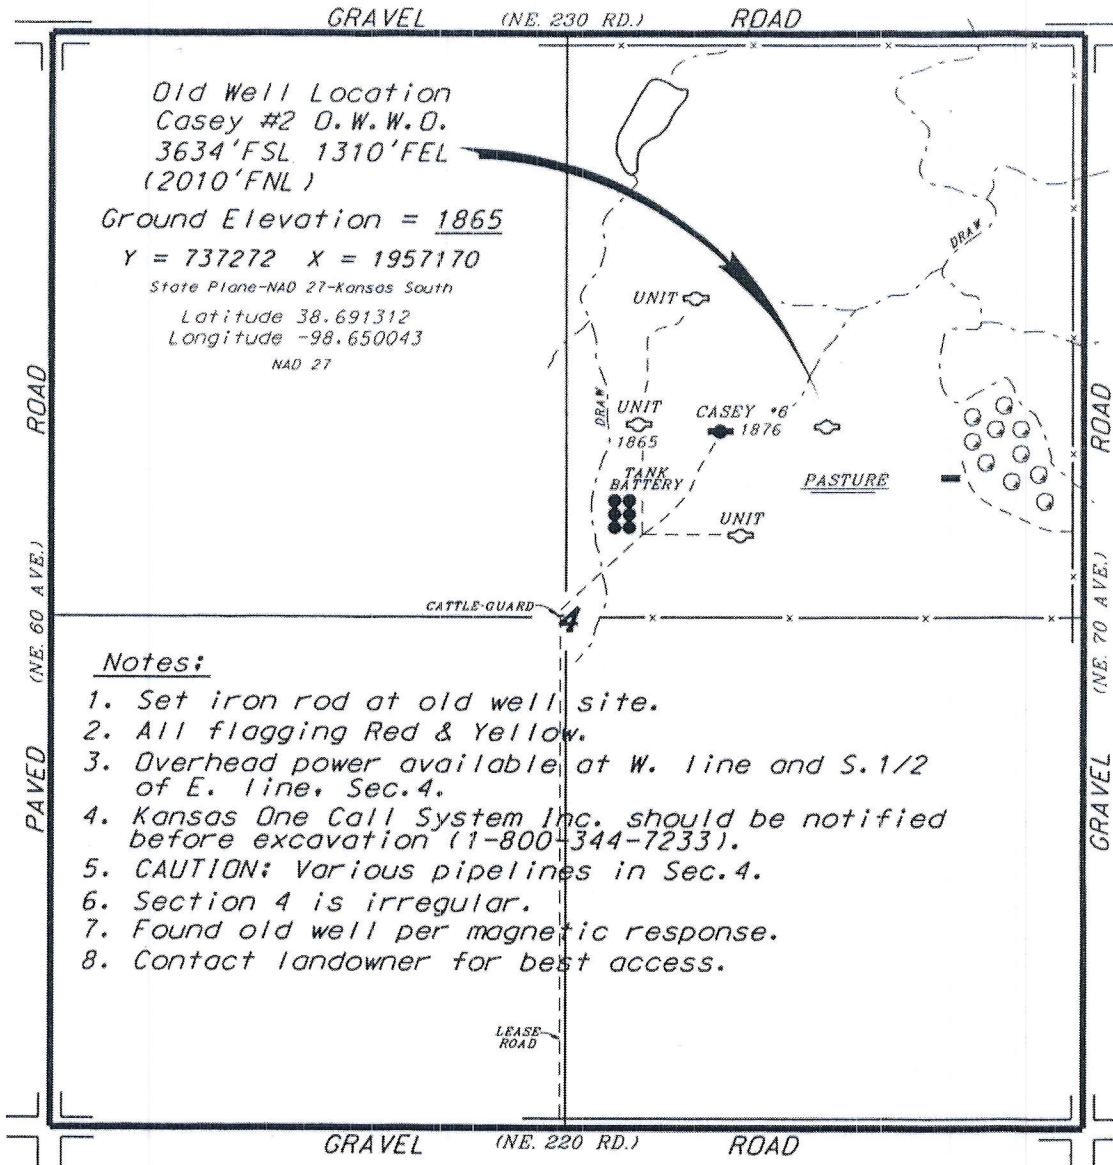 GRAVEL (NE. 230 RD.) ROAD
Old Well Location
Casey #2 O.W.W.O.
3634'FSL 1310'FEL
(2010'FNL)
Ground Elevation = 1865
Y = 737272 X = 1957170
State Plane-NAD 27-Kansas South
Latitude 38.691312
Longitude -98.650043
NAD 27
DRAW
UNIT
DRAW
UNIT
1865
CASEY #6
1876
TANK
BATTERY
PASTURE
UNIT
CATTLE-GUARD
4
PAVED (NE. 60 AVE.) ROAD
GRAVEL (NE. 70 AVE.) ROAD
Notes:
1. Set iron rod at old well site.
2. All flagging Red & Yellow.
3. Overhead power available at W. line and S.1/2
of E. line, Sec.4.
4. Kansas One Call System Inc. should be notified
before excavation (1-800-344-7233).
5. CAUTION: Various pipelines in Sec.4.
6. Section 4 is irregular.
7. Found old well per magnetic response.
8. Contact landowner for best access.
LEASE
ROAD
GRAVEL (NE. 220 RD.) ROAD